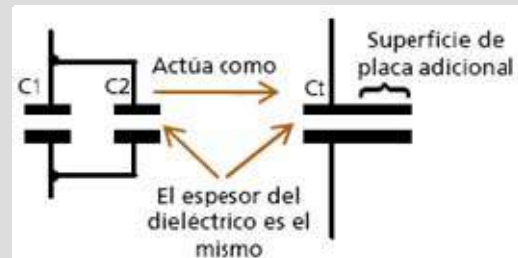 C1
C2
Actúa como
Ct
Superficie de
placa adicional
El espesor del
dieléctrico es el
mismo